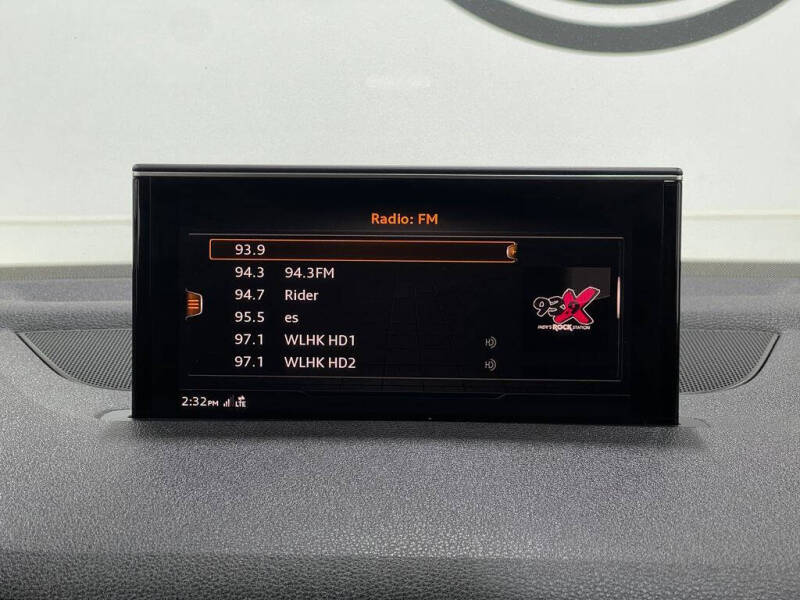 Radio: FM
93.9
94.3 94.3FM
94.7 Rider
95.5 es
97.1 WLHK HD1
97.1 WLHK HD2
93X
INDY'S ROCK STATION
2:32PM LTE